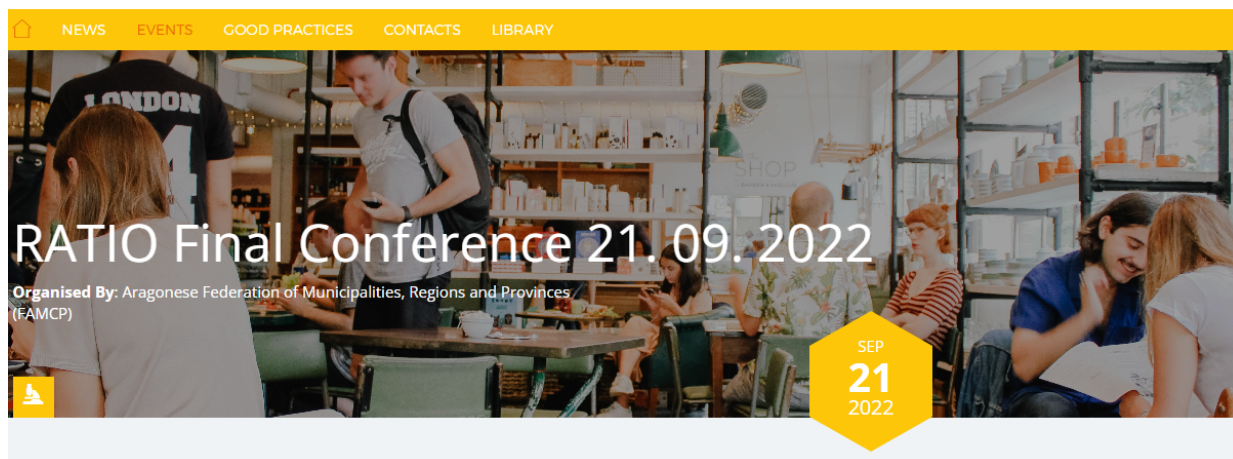 NEWS EVENTS GOOD PRACTICES CONTACTS LIBRARY
LONDON
4
SHOP
RATIO Final Conference 21. 09. 2022
Organised By: Aragonese Federation of Municipalities, Regions and Provinces
(FAMCP)
SEP
21
2022